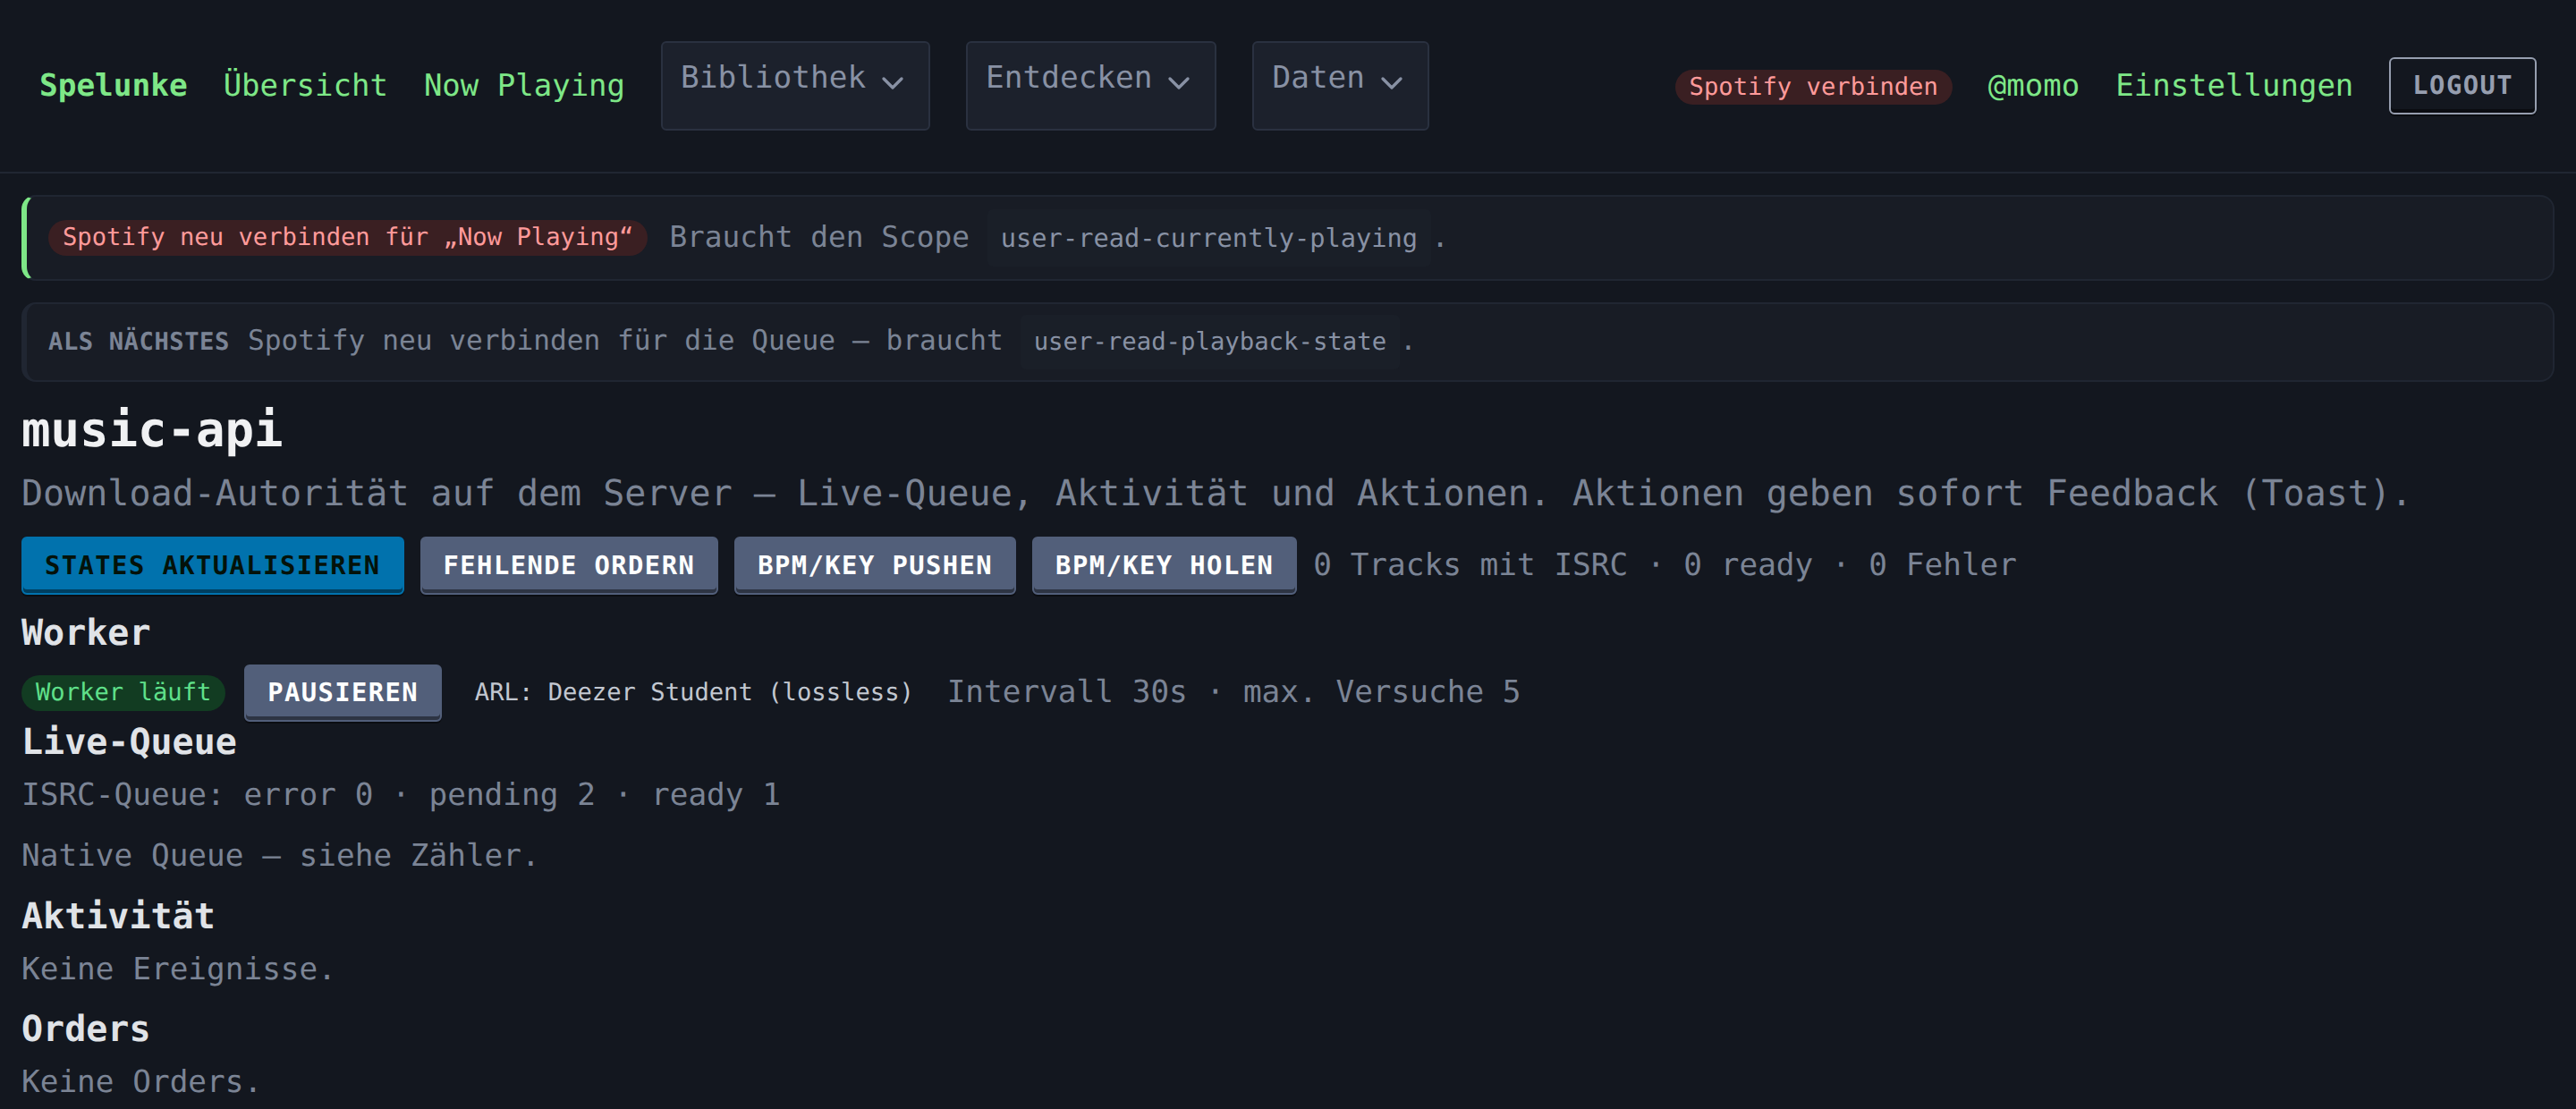 Spelunke Übersicht Now Playing Bibliothek Entdecken Daten Spotify verbinden @momo Einstellungen LOGOUT
Spotify neu verbinden für „Now Playing“ Braucht den Scope user-read-currently-playing.
ALS NÄCHSTES Spotify neu verbinden für die Queue — braucht user-read-playback-state.
music-api
Download-Autorität auf dem Server — Live-Queue, Aktivität und Aktionen. Aktionen geben sofort Feedback (Toast).
STATES AKTUALISIEREN FEHLENDE ORDERN BPM/KEY PUSHEN BPM/KEY HOLEN 0 Tracks mit ISRC · 0 ready · 0 Fehler
Worker
Worker läuft PAUSIEREN ARL: Deezer Student (lossless) Intervall 30s · max. Versuche 5
Live-Queue
ISRC-Queue: error 0 · pending 2 · ready 1
Native Queue — siehe Zähler.
Aktivität
Keine Ereignisse.
Orders
Keine Orders.